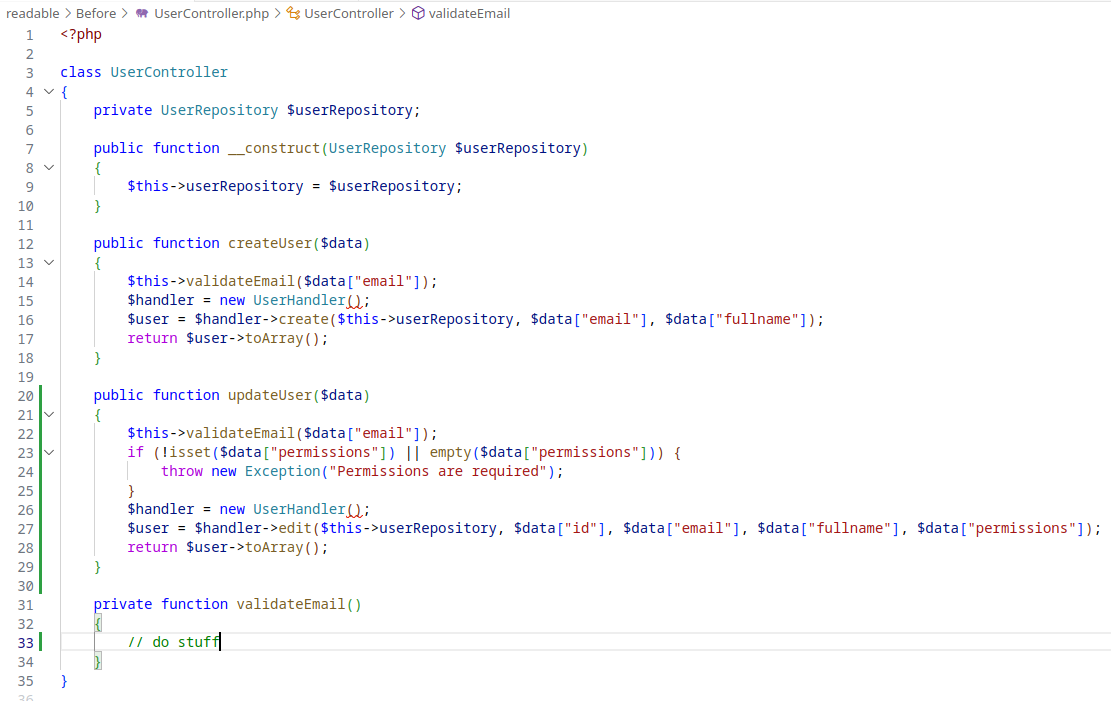 readable > Before > UserController.php > UserController > validateEmail
1 <?php
2
3 class UserController
4 {
5     private UserRepository $userRepository;
6
7     public function __construct(UserRepository $userRepository)
8     {
9         $this->userRepository = $userRepository;
10     }
11
12     public function createUser($data)
13     {
14         $this->validateEmail($data["email"]);
15         $handler = new UserHandler();
16         $user = $handler->create($this->userRepository, $data["email"], $data["fullname"]);
17         return $user->toArray();
18     }
19
20     public function updateUser($data)
21     {
22         $this->validateEmail($data["email"]);
23         if (!isset($data["permissions"]) || empty($data["permissions"])) {
24             throw new Exception("Permissions are required");
25         }
26         $handler = new UserHandler();
27         $user = $handler->edit($this->userRepository, $data["id"], $data["email"], $data["fullname"], $data["permissions"]);
28         return $user->toArray();
29     }
30
31     private function validateEmail()
32     {
33         // do stuff
34     }
35 }
36